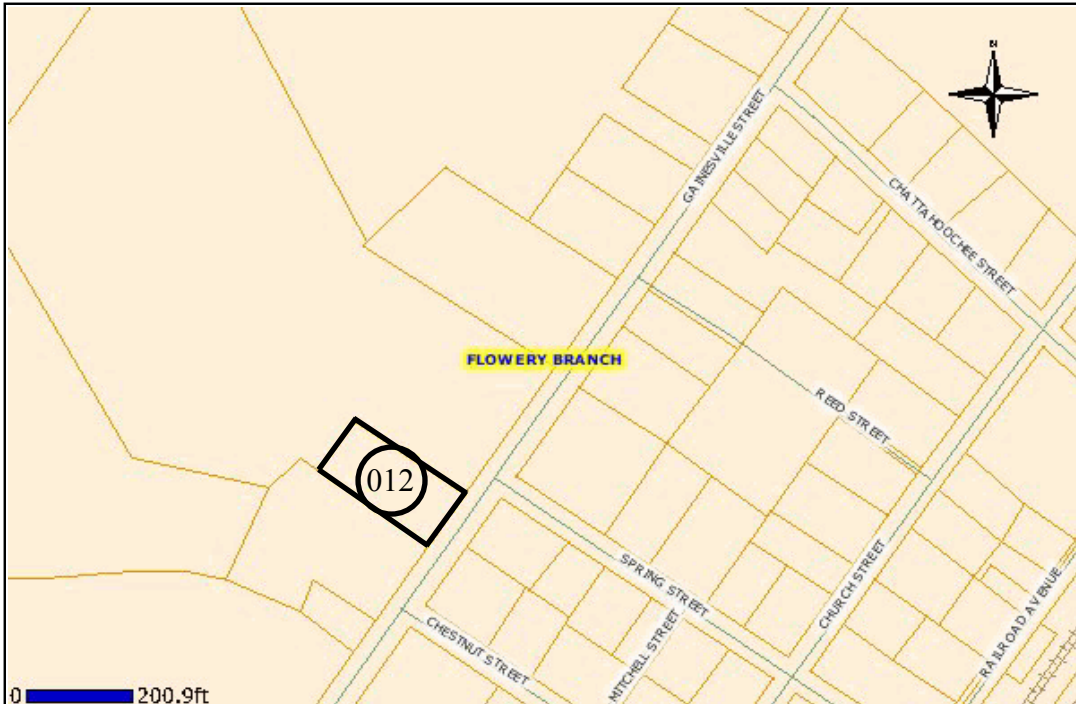 N
GAINESVILLE STREET
CHATTAHOOCHEE STREET
FLOWERY BRANCH
REED STREET
012
SPRING STREET
CHURCH STREET
RAILROAD AVENUE
CHESTNUT STREET
MITCHELL STREET
0 200.9ft